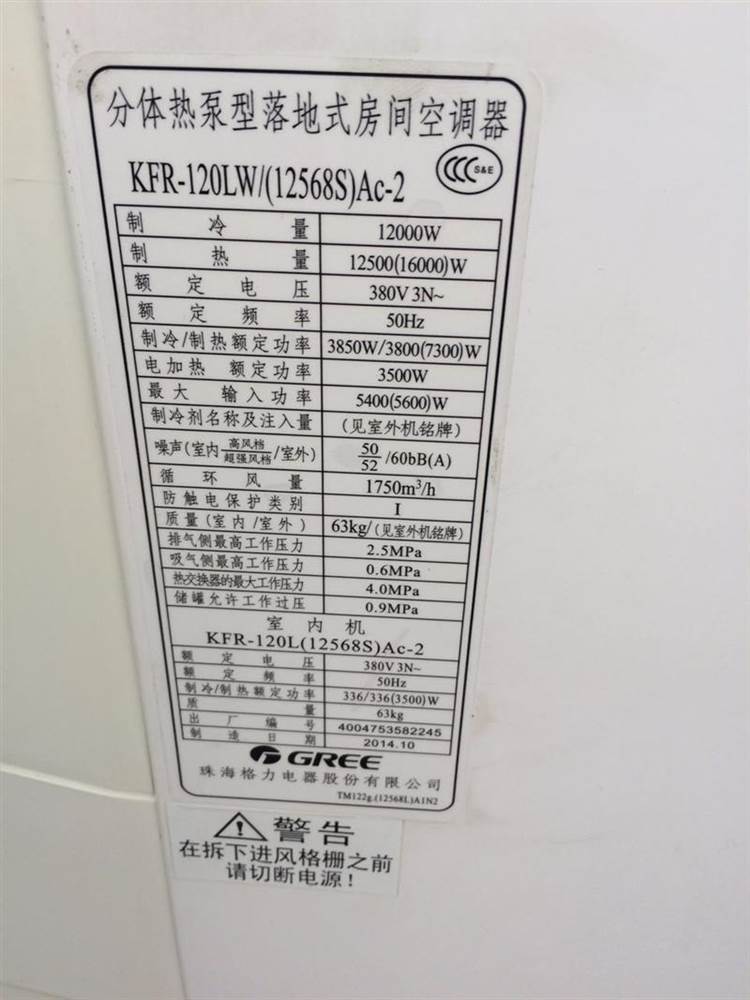 分体热泵型落地式房间空调器
KFR-120LW/(12568S)Ac-2
CCC S&E
制冷量 12000W
制热量 12500(16000)W
额定电压 380V 3N~
额定频率 50Hz
制冷/制热额定功率 3850W/3800(7300)W
电加热 额定功率 3500W
最大 输入功率 5400(5600)W
制冷剂名称及注入量 (见室外机铭牌)
噪声(室内 高风档/超强风档 /室外) 50/52 /60bB(A)
循环风量 1750m³/h
防触电保护类别 I
质量(室内/室外) 63kg/(见室外机铭牌)
排气侧最高工作压力 2.5MPa
吸气侧最高工作压力 0.6MPa
热交换器的最大工作压力 4.0MPa
储罐允许工作过压 0.9MPa
室内机
KFR-120L(12568S)Ac-2
额定电压 380V 3N~
额定频率 50Hz
制冷/制热额定功率 336/336(3500)W
质量 63kg
出厂编号 4004753582245
制造日期 2014.10
GREE
珠海格力电器股份有限公司
TM122g.(12568L)A1N2
警告
在拆下进风格栅之前
请切断电源!